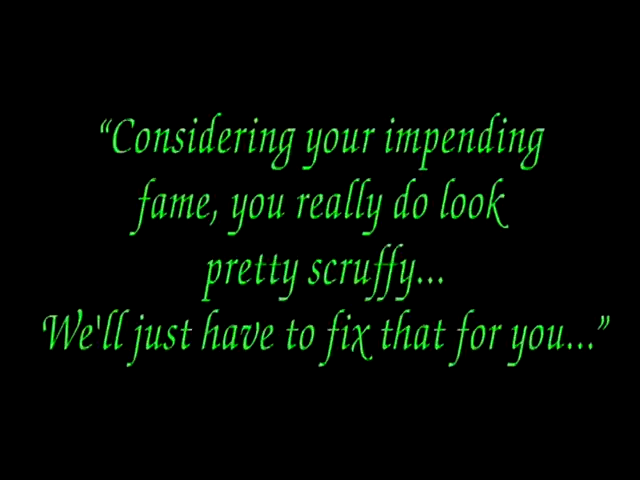 “Considering your impending
fame, you really do look
pretty scruffy...
We'll just have to fix that for you...”